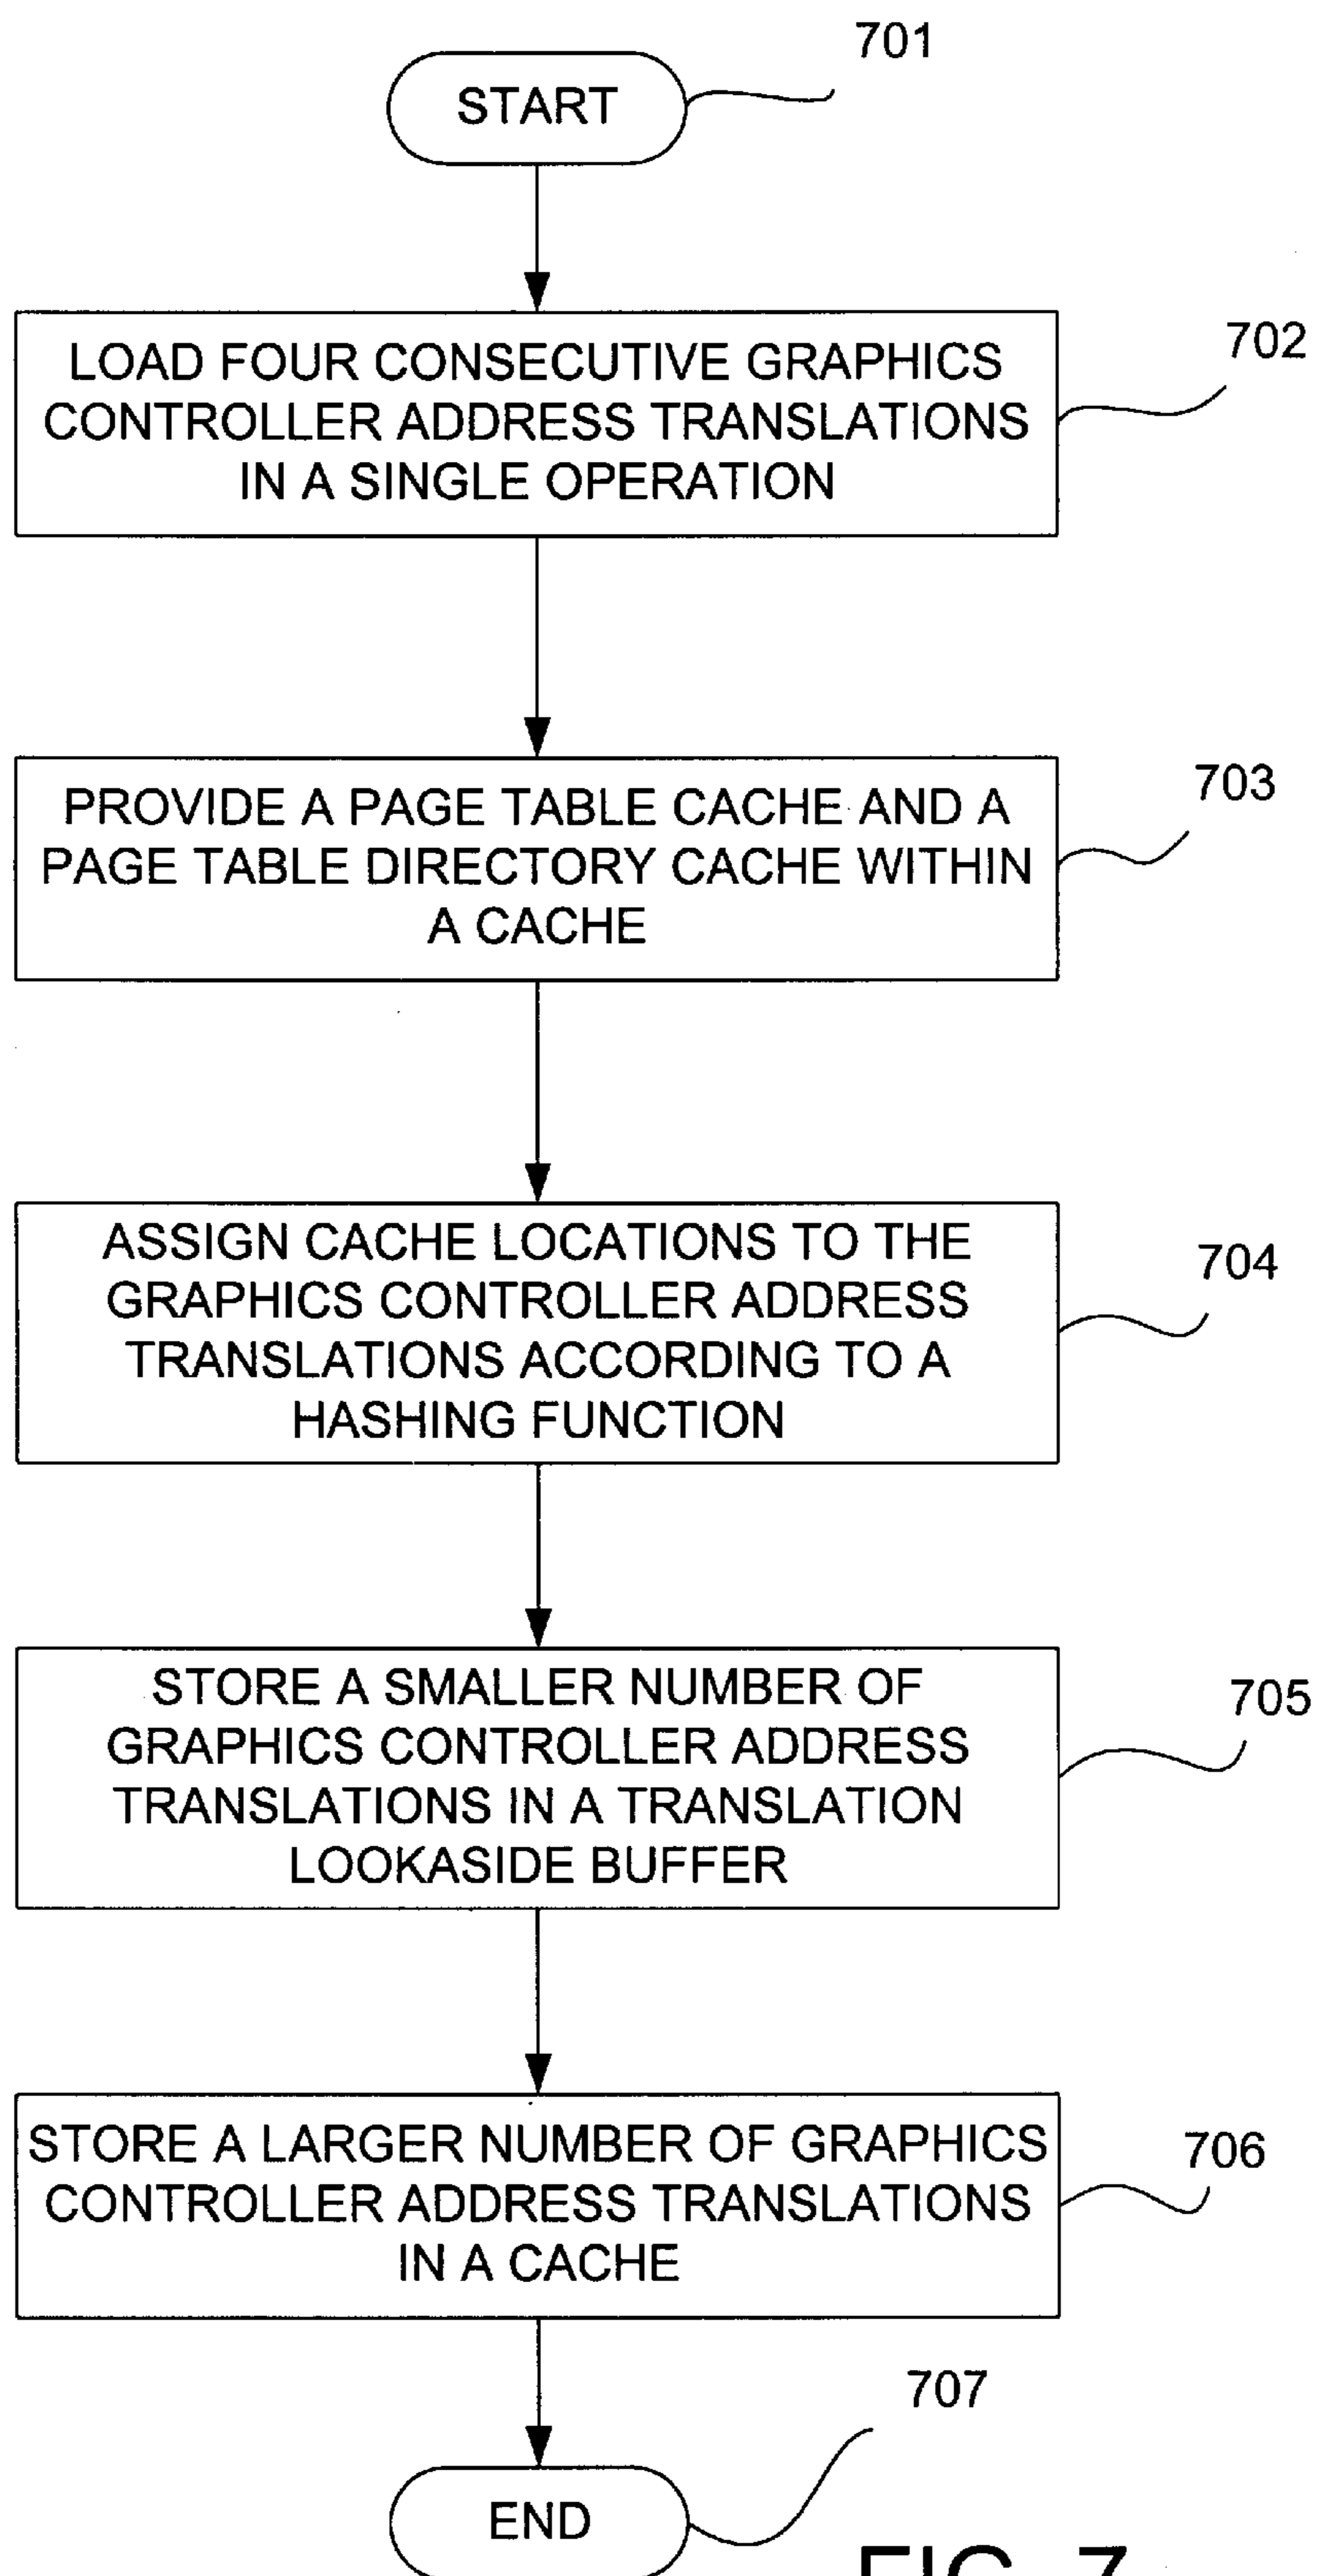 701
START
702
LOAD FOUR CONSECUTIVE GRAPHICS
CONTROLLER ADDRESS TRANSLATIONS
IN A SINGLE OPERATION
703
PROVIDE A PAGE TABLE CACHE AND A
PAGE TABLE DIRECTORY CACHE WITHIN
A CACHE
704
ASSIGN CACHE LOCATIONS TO THE
GRAPHICS CONTROLLER ADDRESS
TRANSLATIONS ACCORDING TO A
HASHING FUNCTION
705
STORE A SMALLER NUMBER OF
GRAPHICS CONTROLLER ADDRESS
TRANSLATIONS IN A TRANSLATION
LOOKASIDE BUFFER
706
STORE A LARGER NUMBER OF GRAPHICS
CONTROLLER ADDRESS TRANSLATIONS
IN A CACHE
707
END
FIG. 7